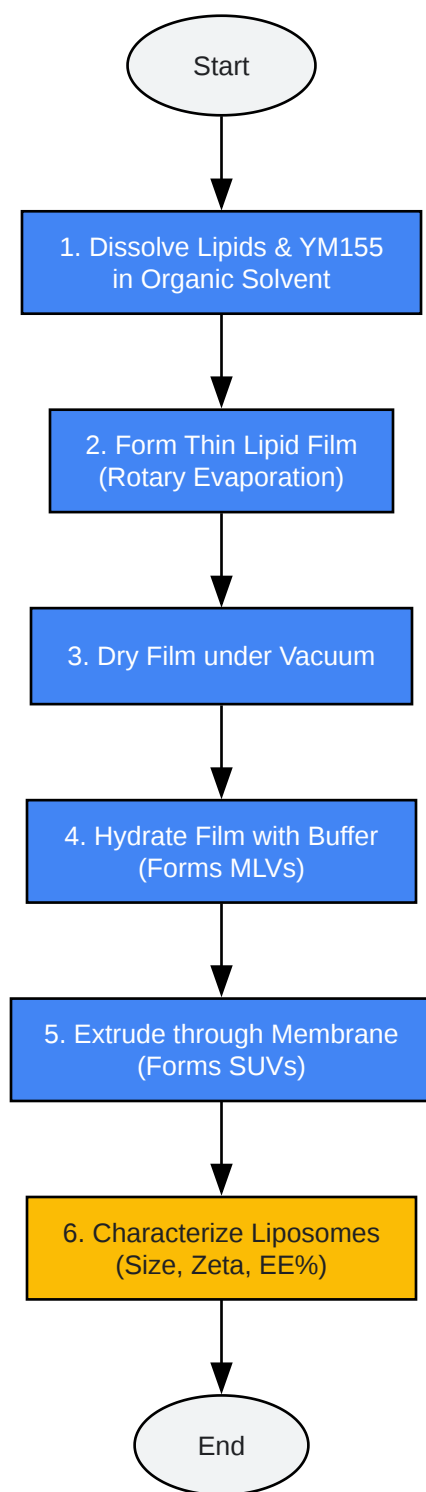 Start
1. Dissolve Lipids & YM155
in Organic Solvent
2. Form Thin Lipid Film
(Rotary Evaporation)
3. Dry Film under Vacuum
4. Hydrate Film with Buffer
(Forms MLVs)
5. Extrude through Membrane
(Forms SUVs)
6. Characterize Liposomes
(Size, Zeta, EE%)
End